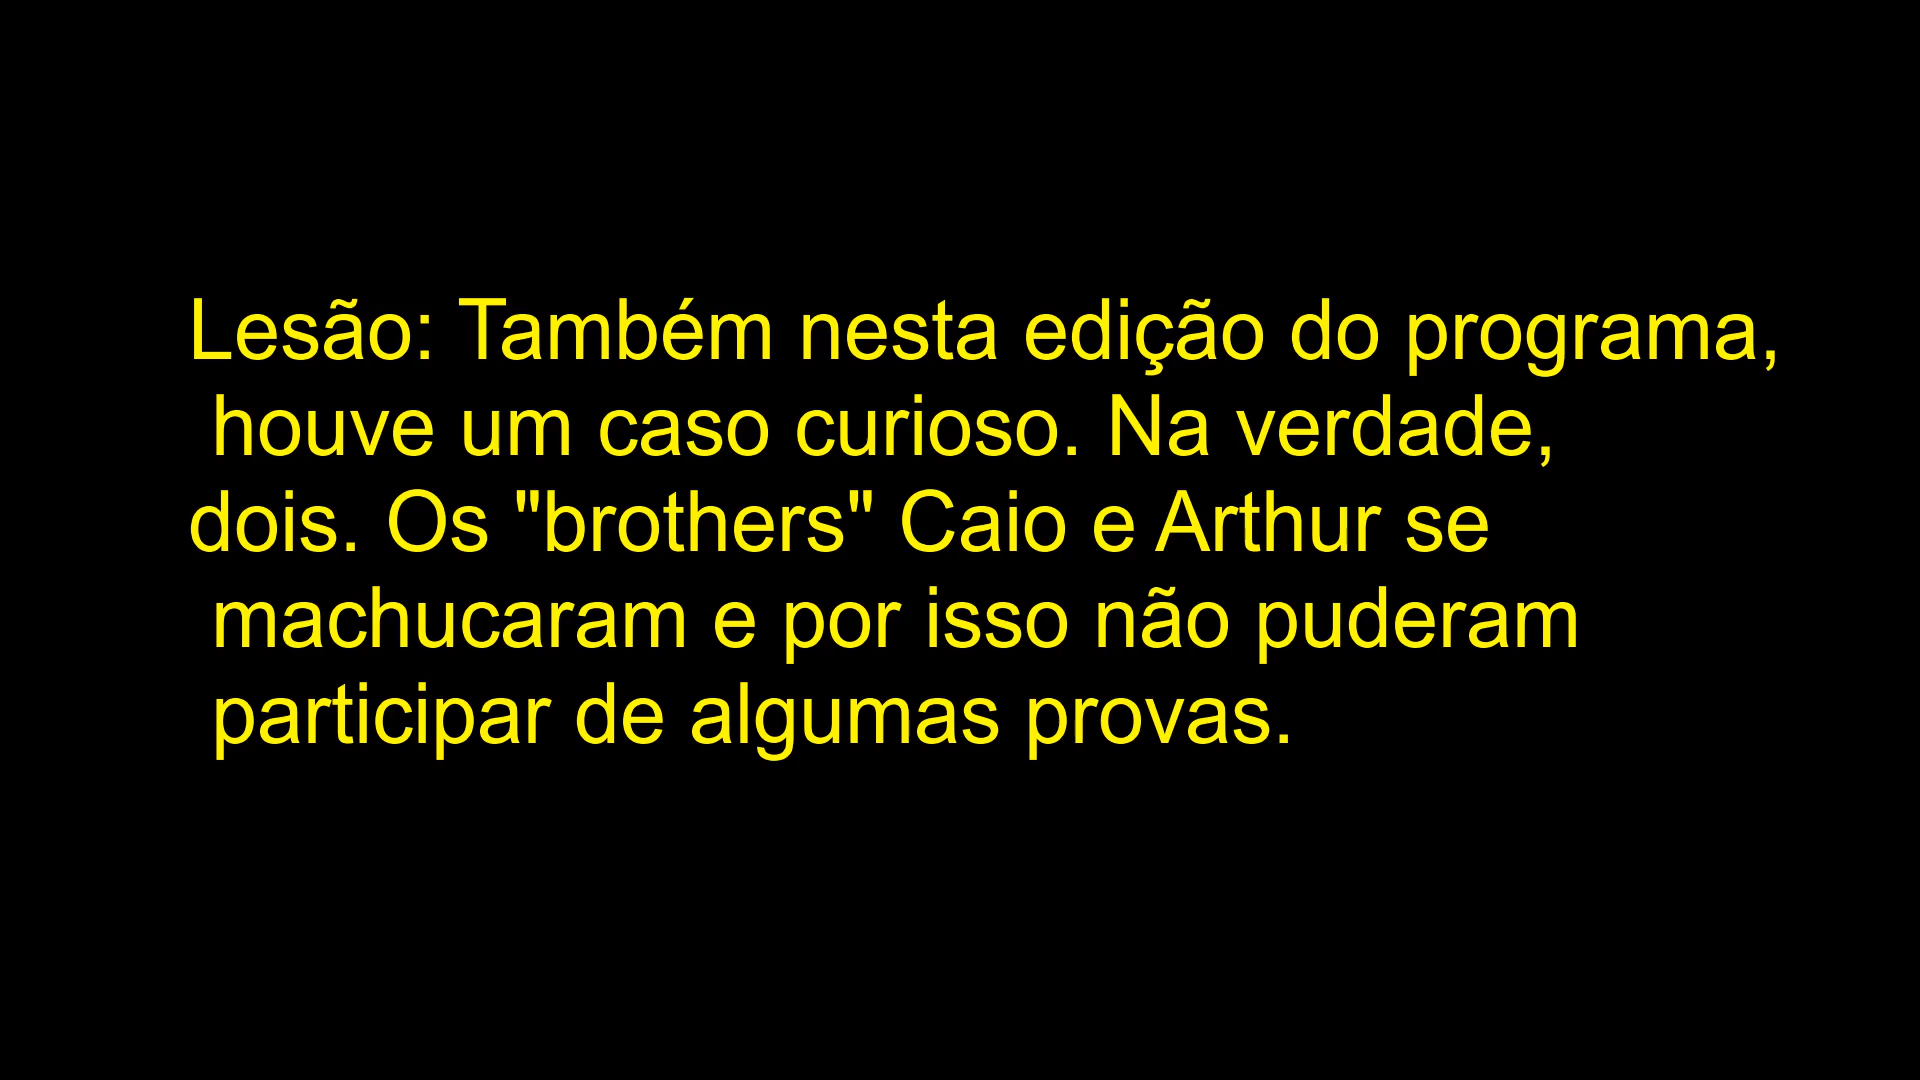 Lesão: Também nesta edição do programa,
houve um caso curioso. Na verdade,
dois. Os "brothers" Caio e Arthur se
machucaram e por isso não puderam
participar de algumas provas.